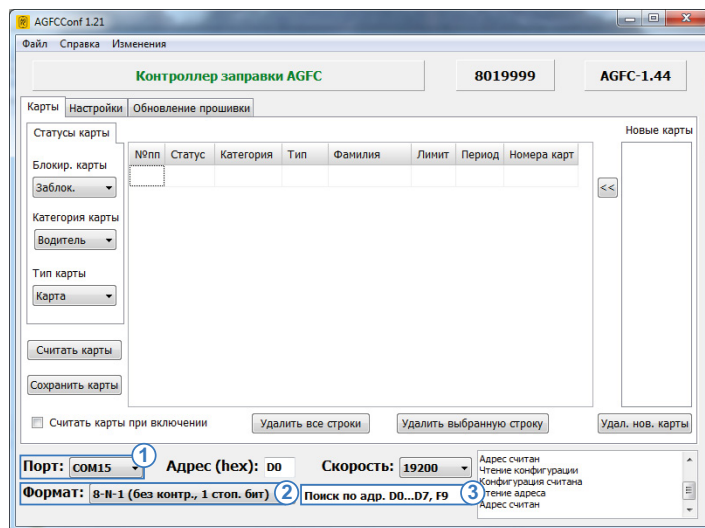 AGFCConf 1.21
Файл Справка Изменения
Контроллер заправки AGFC 8019999 AGFC-1.44
Карты Настройки Обновление прошивки
Статусы карты Новые карты
№пп Статус Категория Тип Фамилия Лимит Период Номера карт
Блокир. карты
Заблок. <<
Категория карты
Водитель
Тип карты
Карта
Считать карты
Сохранить карты
Считать карты при включении Удалить все строки Удалить выбранную строку Удал. нов. карты
Порт: COM15 1 Адрес (hex): D0 Скорость: 19200
Формат: 8-N-1 (без контр., 1 стоп. бит) 2 Поиск по адр. D0...D7, F9 3
Адрес считан
Чтение конфигурации
Конфигурация считана
Чтение адреса
Адрес считан